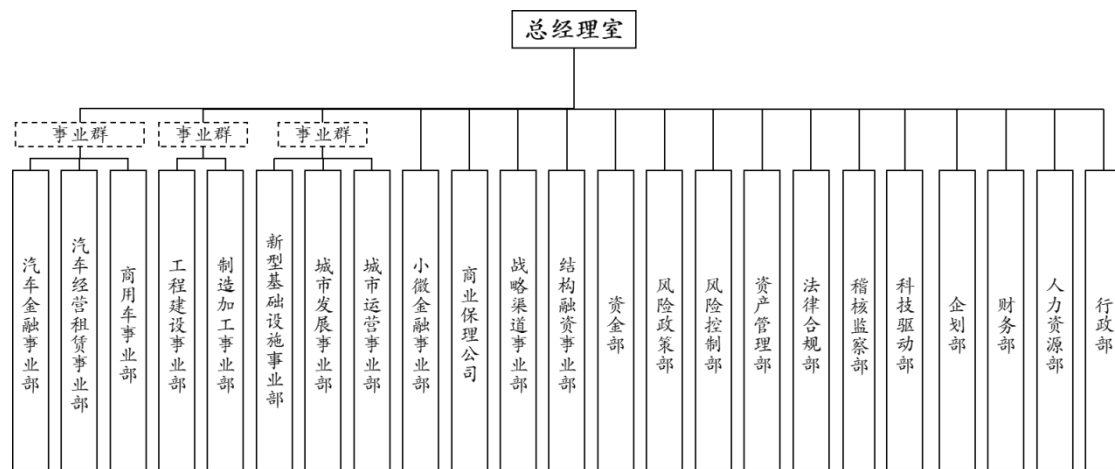 总经理室
事业群
事业群
事业群
汽车金融事业部
汽车经营租赁事业部
商用车事业部
工程建设事业部
制造加工事业部
新型基础设施事业部
城市发展事业部
城市运营事业部
小微金融事业部
商业保理公司
战略渠道事业部
结构融资事业部
资金部
风险政策部
风险控制部
资产管理部
法律合规部
稽核监察部
科技驱动部
企划部
财务部
人力资源部
行政部